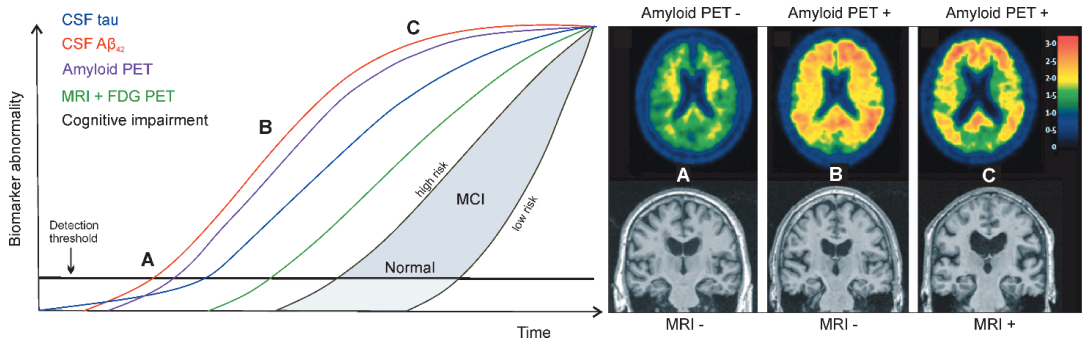 CSF tau
CSF Aβ₄₂
Amyloid PET
MRI + FDG PET
Cognitive impairment
Biomarker abnormality
Detection
threshold
A
B
C
high risk
MCI
low risk
Normal
Time
Amyloid PET -
Amyloid PET +
Amyloid PET +
3·0
2·5
2·0
1·5
1·0
0·5
0
A
B
C
MRI -
MRI -
MRI +